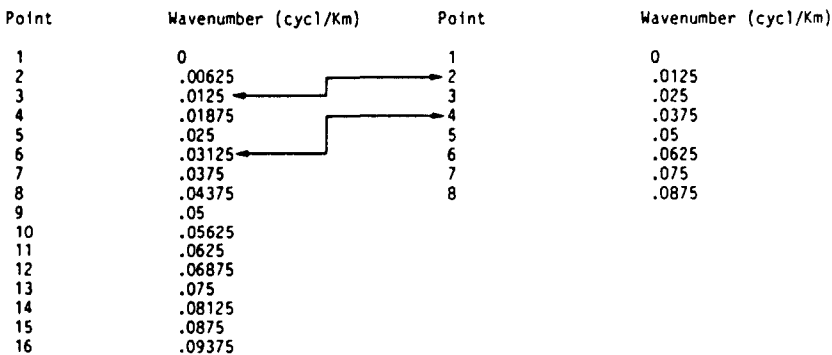 Point Wavenumber (cycl/Km) Point Wavenumber (cycl/Km)
1 0 1 0
2 .00625 2 .0125
3 .0125 3 .025
4 .01875 4 .0375
5 .025 5 .05
6 .03125 6 .0625
7 .0375 7 .075
8 .04375 8 .0875
9 .05
10 .05625
11 .0625
12 .06875
13 .075
14 .08125
15 .0875
16 .09375